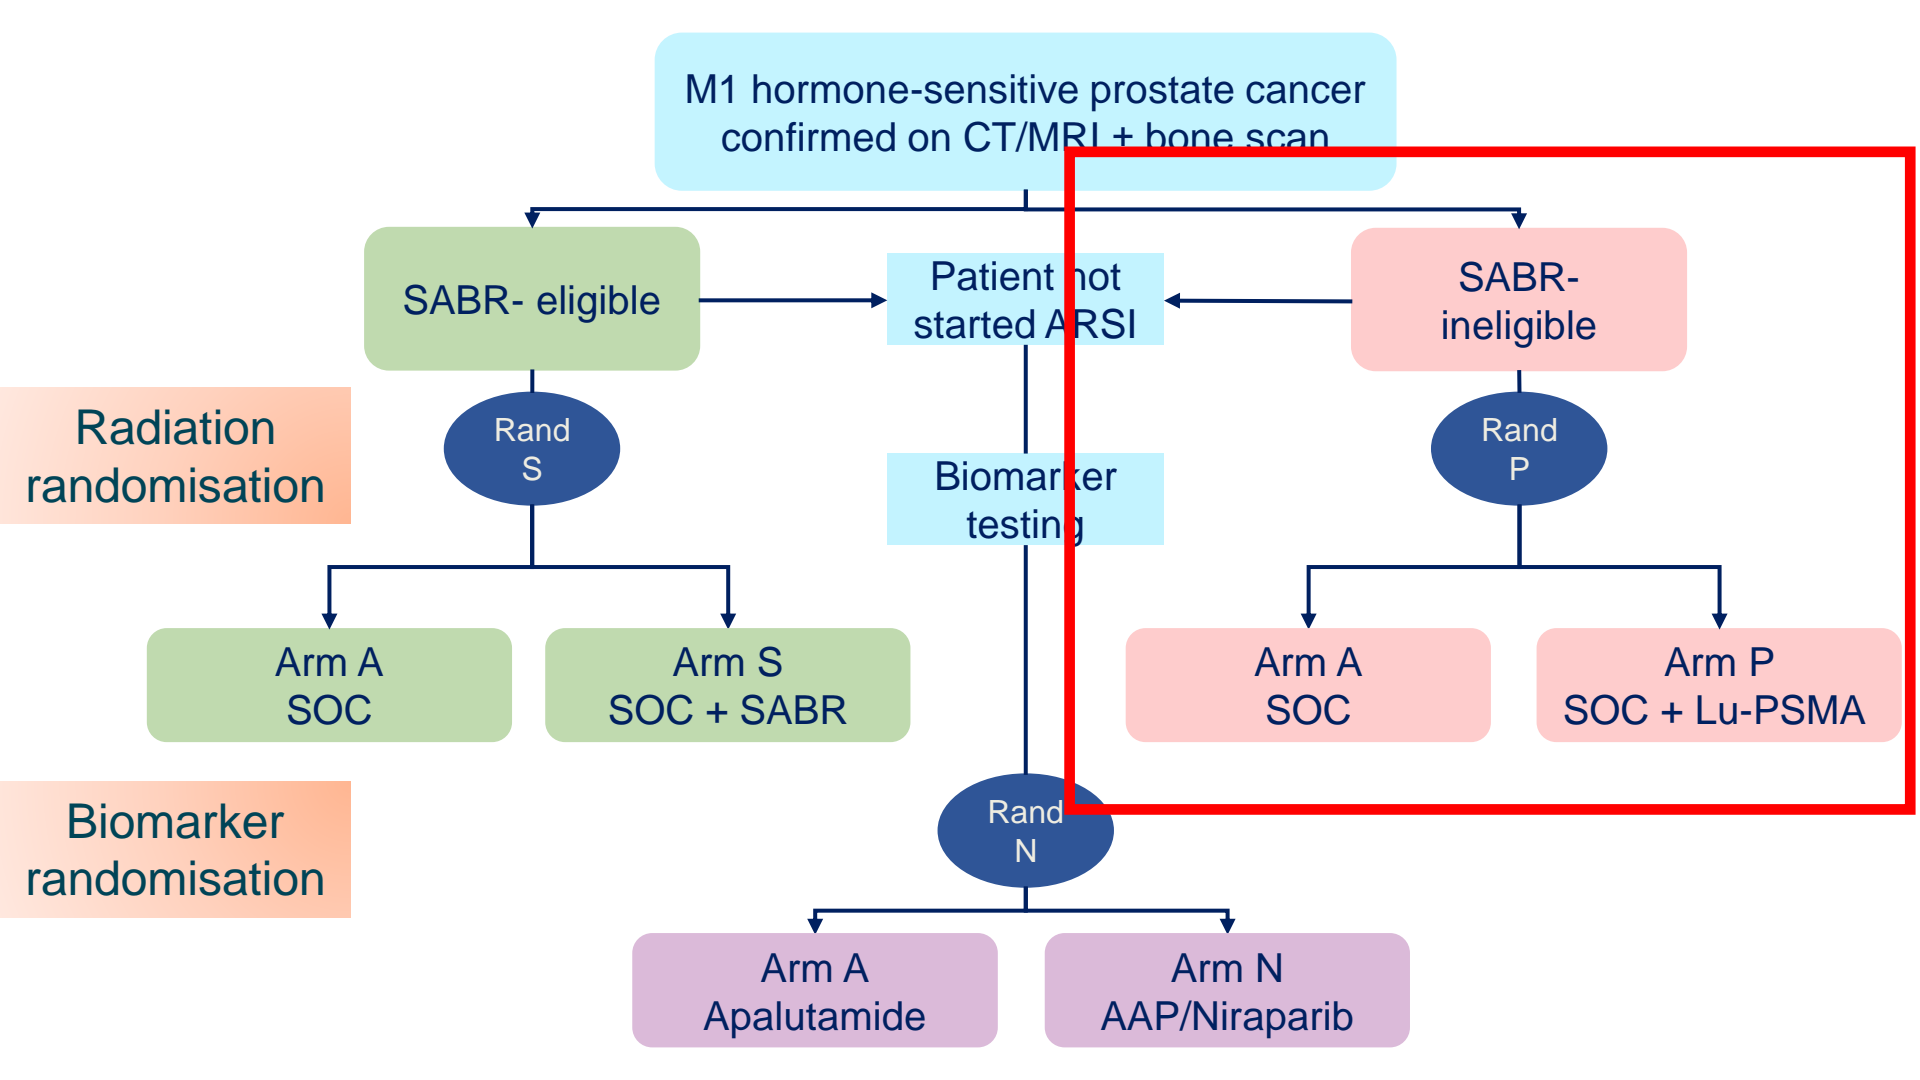 M1 hormone-sensitive prostate cancer
confirmed on CT/MRI + bone scan
SABR- eligible
Patient not
started ARSI
SABR-
ineligible
Radiation
randomisation
Rand
S
Biomarker
testing
Rand
P
Arm A
SOC
Arm S
SOC + SABR
Arm A
SOC
Arm P
SOC + Lu-PSMA
Biomarker
randomisation
Rand
N
Arm A
Apalutamide
Arm N
AAP/Niraparib